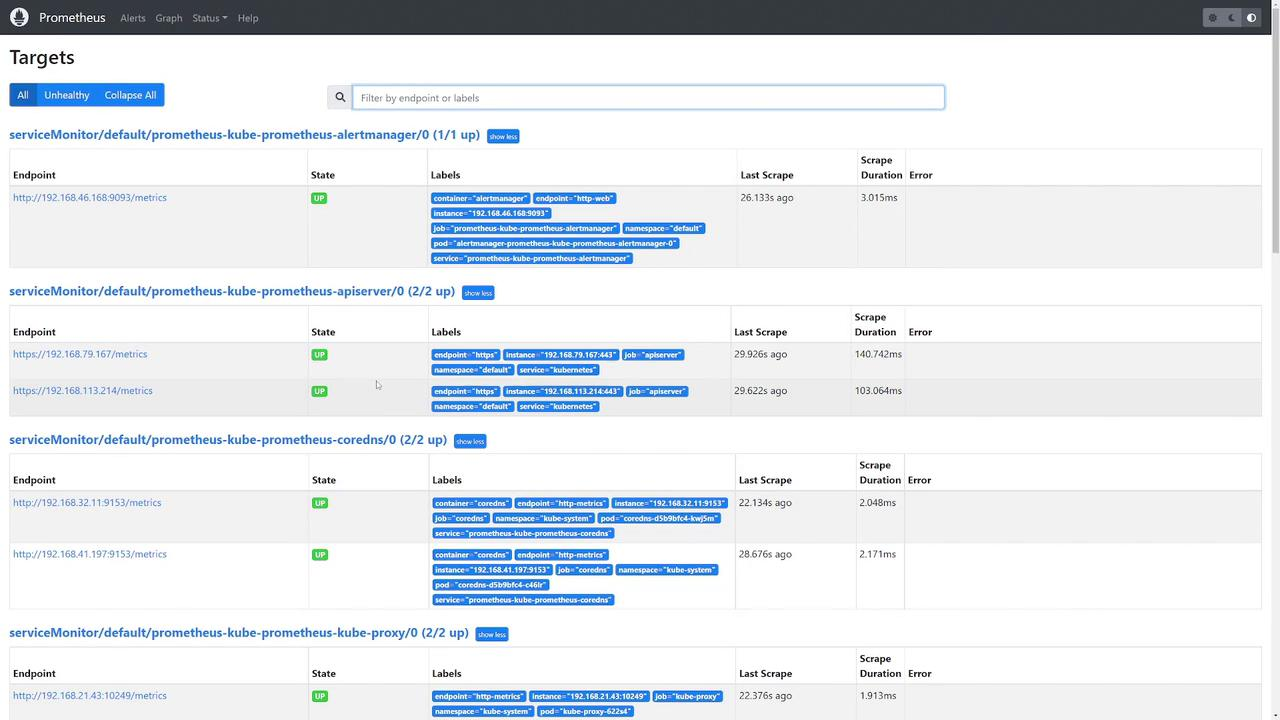 Prometheus Alerts Graph Status Help
Targets
All Unhealthy Collapse All
Filter by endpoint or labels
serviceMonitor/default/prometheus-kube-prometheus-alertmanager/0 (1/1 up) show less
Endpoint State Labels Last Scrape Scrape Duration Error
http://192.168.46.168:9093/metrics UP container="alertmanager" endpoint="http-web" 26.133s ago 3.015ms
instance="192.168.46.168:9093"
job="prometheus-kube-prometheus-alertmanager" namespace="default"
pod="alertmanager-prometheus-kube-prometheus-alertmanager-0"
service="prometheus-kube-prometheus-alertmanager"
serviceMonitor/default/prometheus-kube-prometheus-apiserver/0 (2/2 up) show less
Endpoint State Labels Last Scrape Scrape Duration Error
https://192.168.79.167/metrics UP endpoint="https" instance="192.168.79.167:443" job="apiserver" 29.926s ago 140.742ms
namespace="default" service="kubernetes"
https://192.168.113.214/metrics UP endpoint="https" instance="192.168.113.214:443" job="apiserver" 29.622s ago 103.064ms
namespace="default" service="kubernetes"
serviceMonitor/default/prometheus-kube-prometheus-coredns/0 (2/2 up) show less
Endpoint State Labels Last Scrape Scrape Duration Error
http://192.168.32.11:9153/metrics UP container="coredns" endpoint="http-metrics" instance="192.168.32.11:9153" 22.134s ago 2.048ms
job="coredns" namespace="kube-system" pod="coredns-d5b9bfc4-kwj5m"
service="prometheus-kube-prometheus-coredns"
http://192.168.41.197:9153/metrics UP container="coredns" endpoint="http-metrics" 28.676s ago 2.171ms
instance="192.168.41.197:9153" job="coredns" namespace="kube-system"
pod="coredns-d5b9bfc4-c46lr"
service="prometheus-kube-prometheus-coredns"
serviceMonitor/default/prometheus-kube-prometheus-kube-proxy/0 (2/2 up) show less
Endpoint State Labels Last Scrape Scrape Duration Error
http://192.168.21.43:10249/metrics UP endpoint="http-metrics" instance="192.168.21.43:10249" job="kube-proxy" 22.376s ago 1.913ms
namespace="kube-system" pod="kube-proxy-622s4"